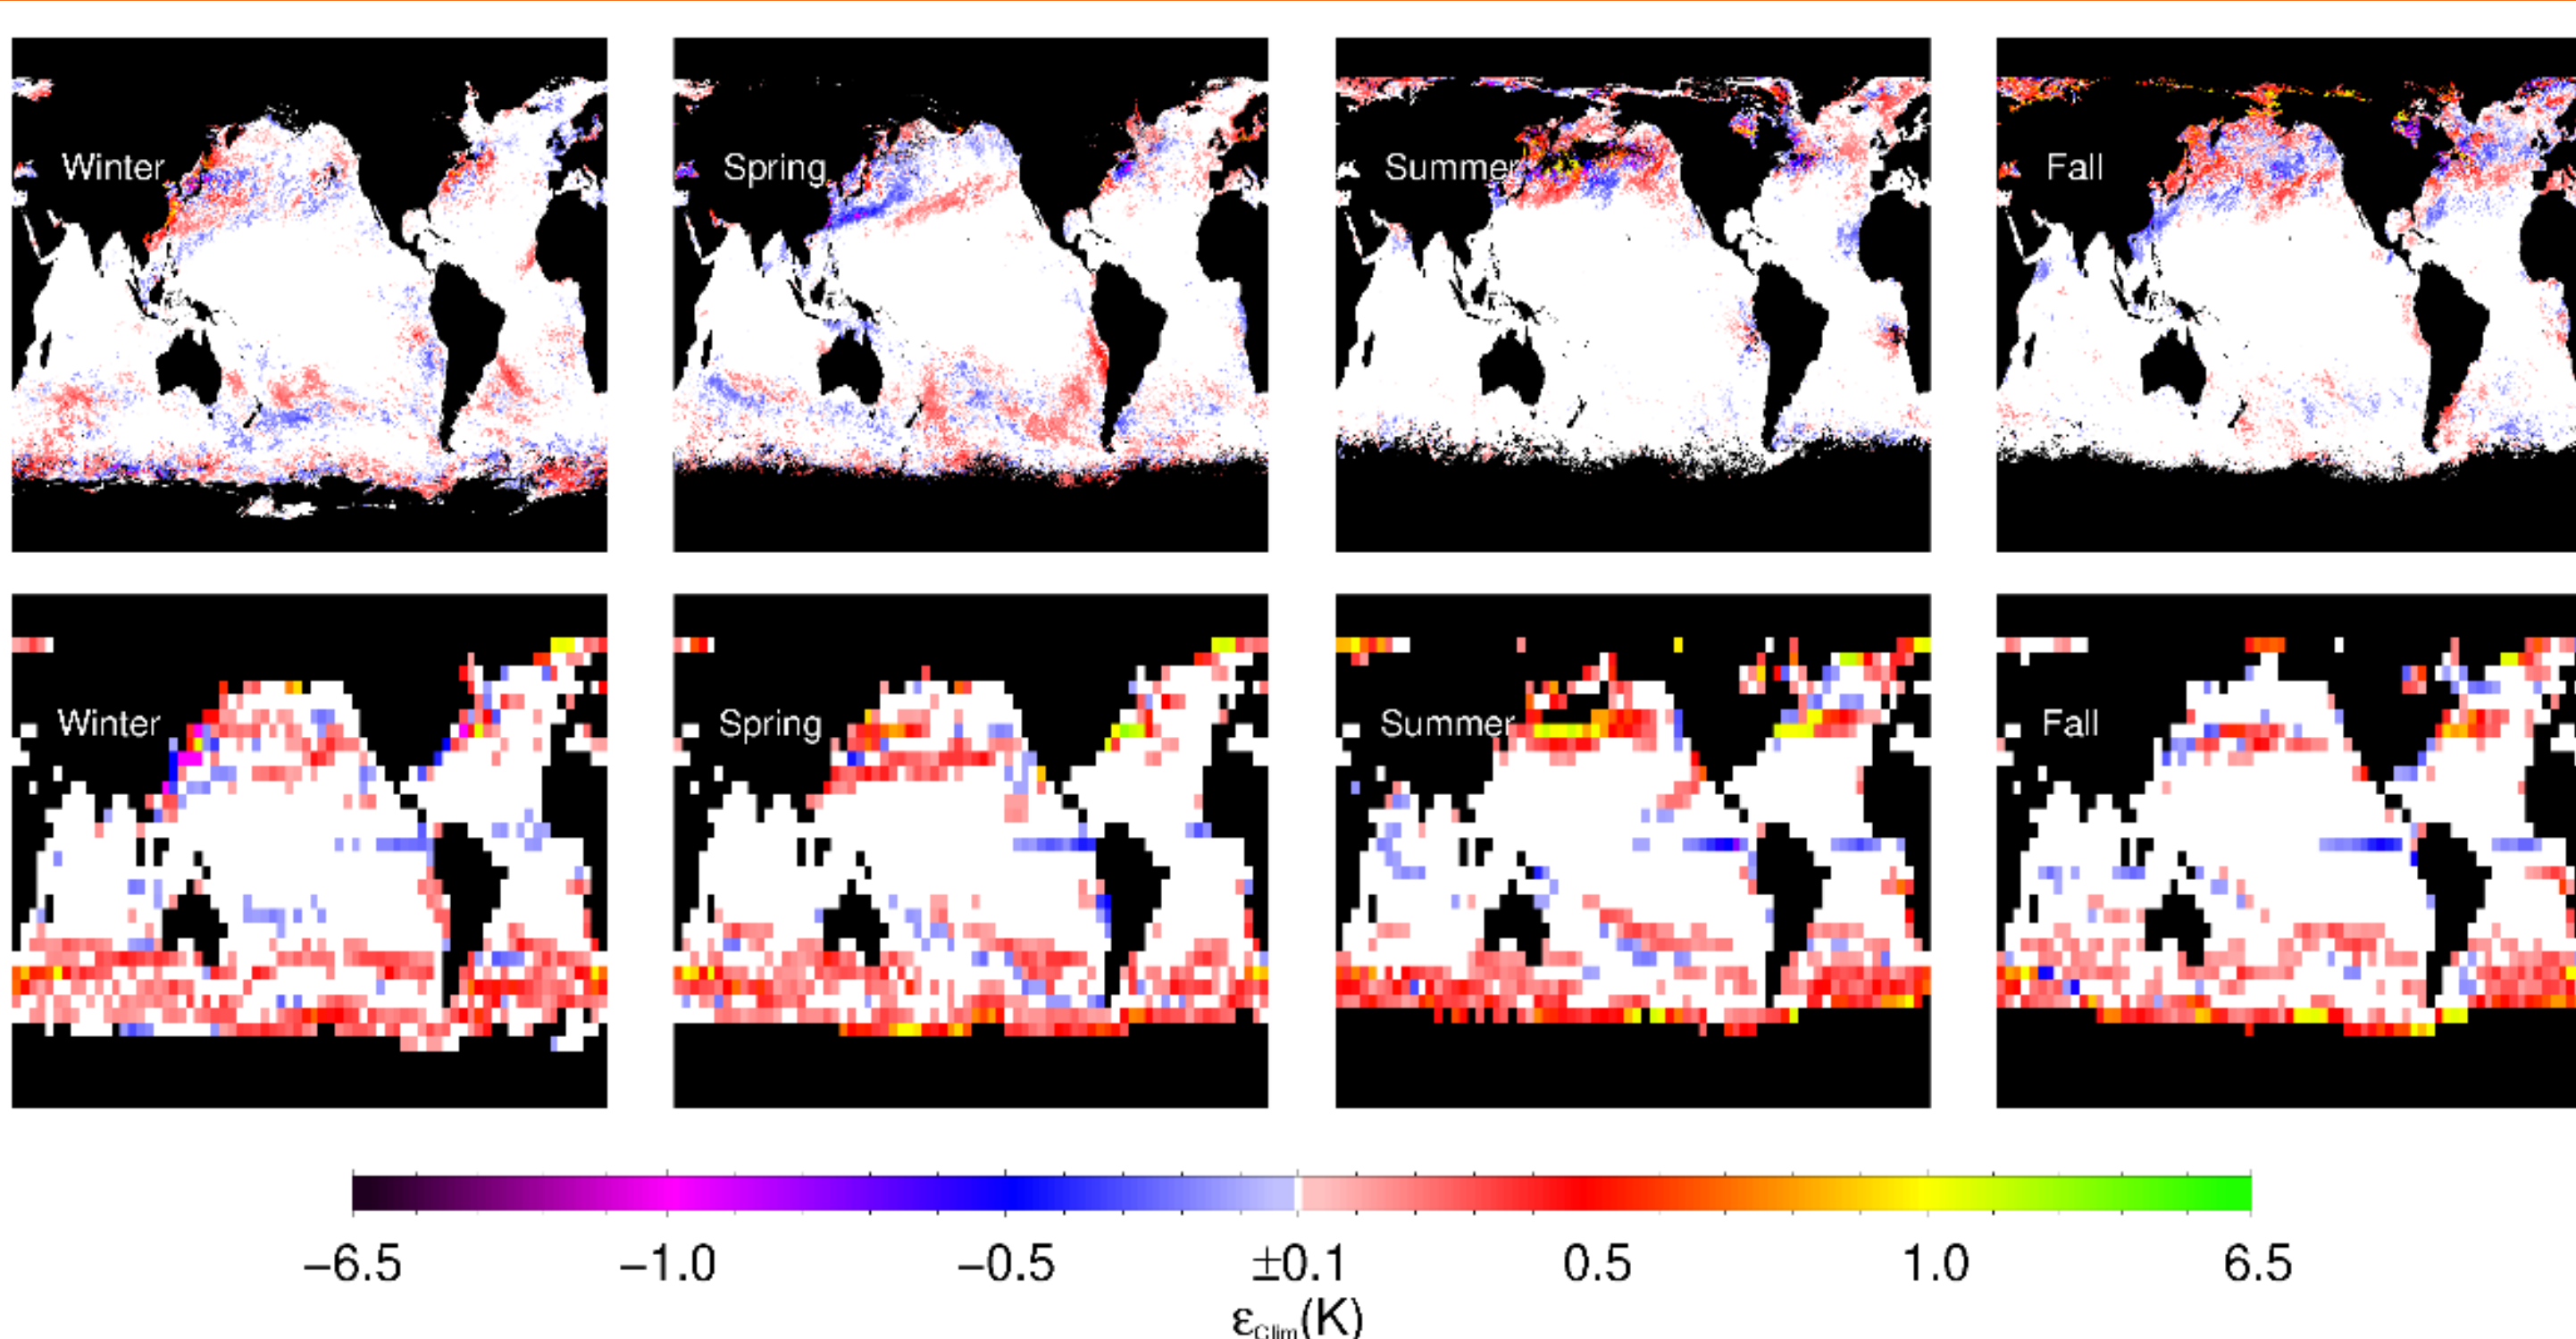 Winter
Spring
Summer
Fall
Winter
Spring
Summer
Fall
−6.5 −1.0 −0.5 ±0.1 0.5 1.0 6.5
εClim(K)